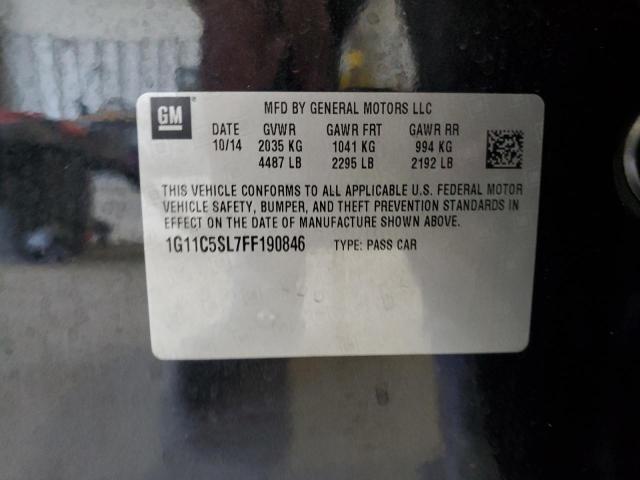 GM
MFD BY GENERAL MOTORS LLC
DATE GVWR GAWR FRT GAWR RR
10/14 2035 KG 1041 KG 994 KG
4487 LB 2295 LB 2192 LB
THIS VEHICLE CONFORMS TO ALL APPLICABLE U.S. FEDERAL MOTOR
VEHICLE SAFETY, BUMPER, AND THEFT PREVENTION STANDARDS IN
EFFECT ON THE DATE OF MANUFACTURE SHOWN ABOVE.
1G11C5SL7FF190846 TYPE: PASS CAR